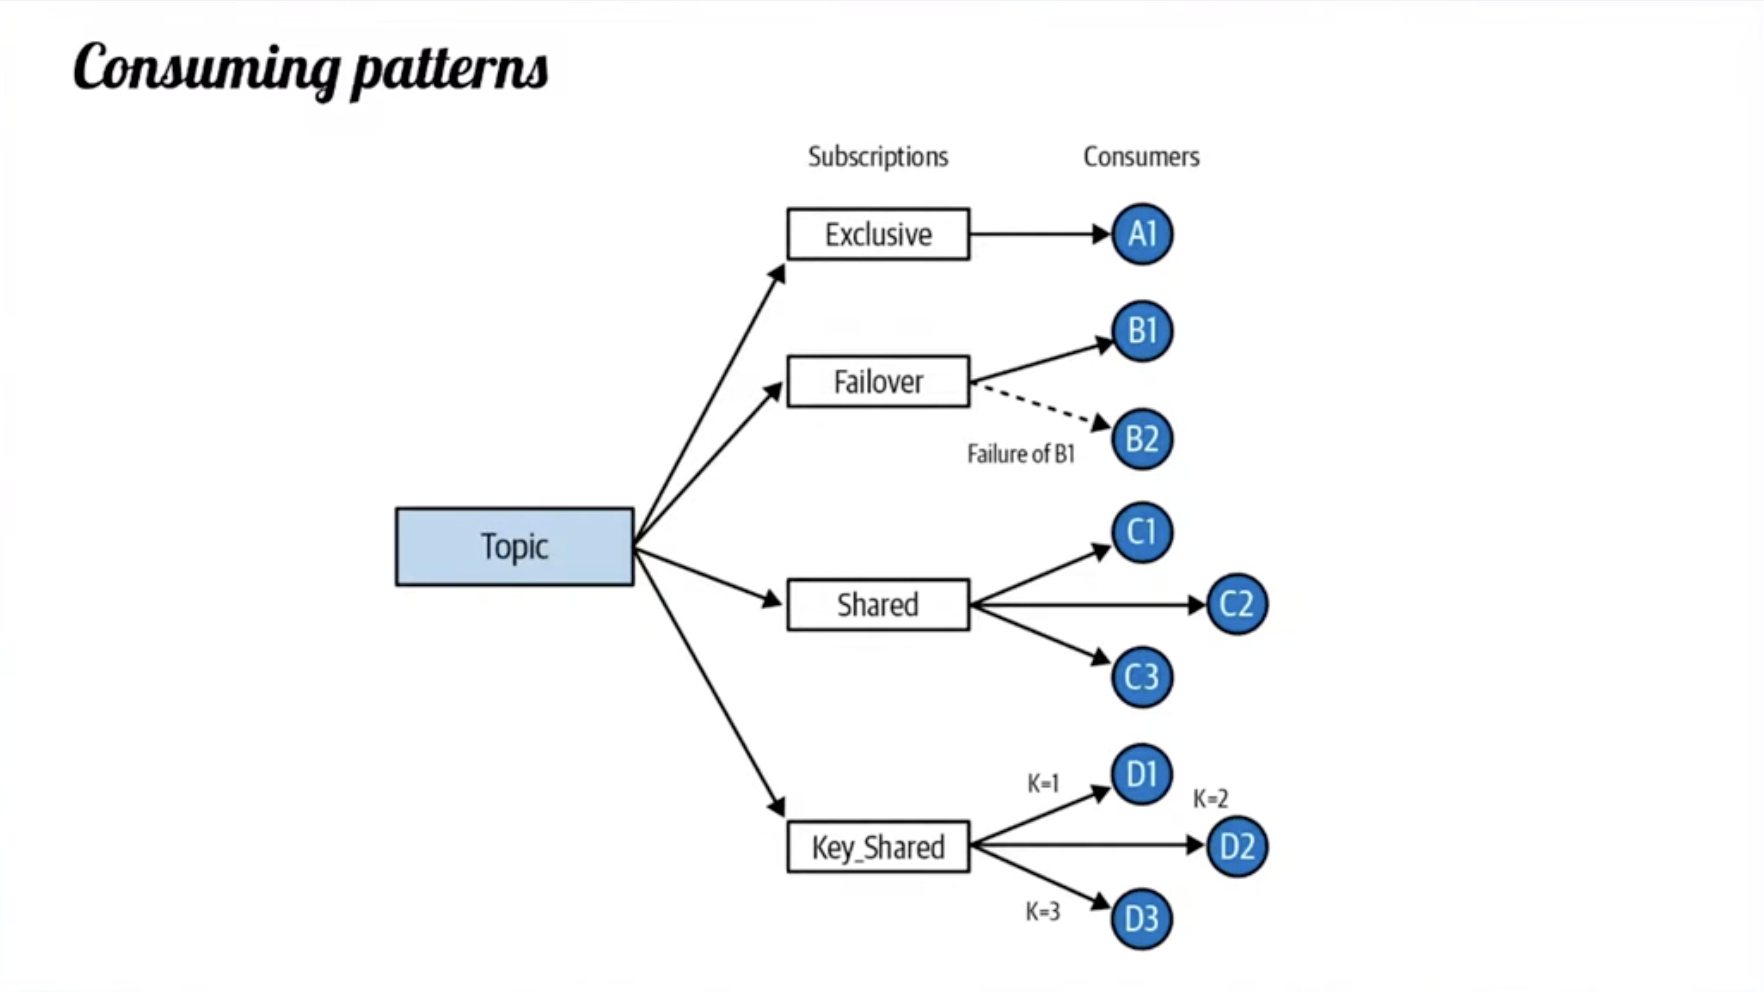 Consuming patterns
Subscriptions
Consumers
Exclusive
A1
B1
Failover
B2
Failure of B1
C1
Topic
Shared
C2
C3
K=1
D1
K=2
Key_Shared
D2
K=3
D3